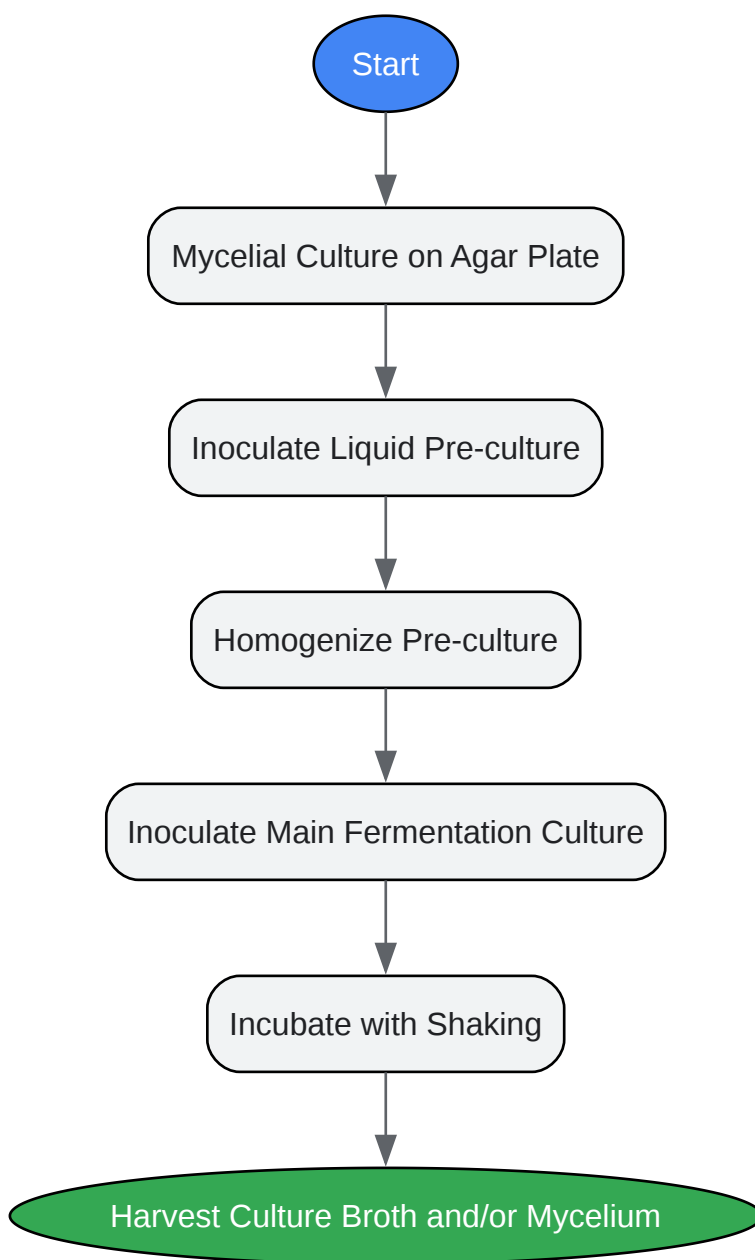 Start
Mycelial Culture on Agar Plate
Inoculate Liquid Pre-culture
Homogenize Pre-culture
Inoculate Main Fermentation Culture
Incubate with Shaking
Harvest Culture Broth and/or Mycelium